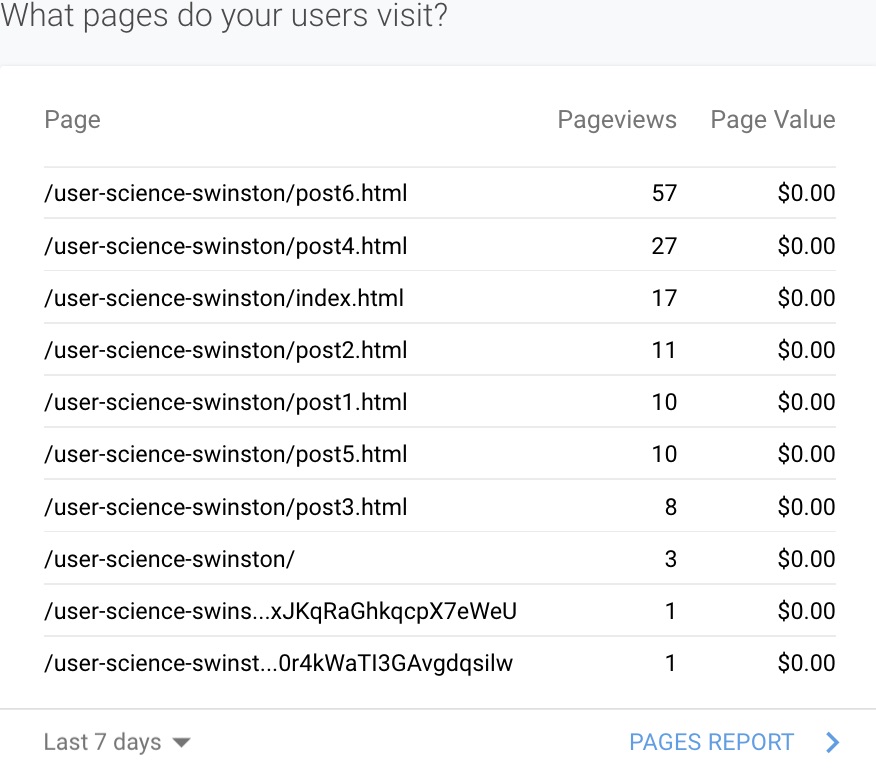 What pages do your users visit?
Page Pageviews Page Value
/user-science-swinston/post6.html 57 $0.00
/user-science-swinston/post4.html 27 $0.00
/user-science-swinston/index.html 17 $0.00
/user-science-swinston/post2.html 11 $0.00
/user-science-swinston/post1.html 10 $0.00
/user-science-swinston/post5.html 10 $0.00
/user-science-swinston/post3.html 8 $0.00
/user-science-swinston/ 3 $0.00
/user-science-swins...xJKqRaGhkqcpX7eWeU 1 $0.00
/user-science-swinst...0r4kWaTI3GAvgdqsilw 1 $0.00
Last 7 days PAGES REPORT